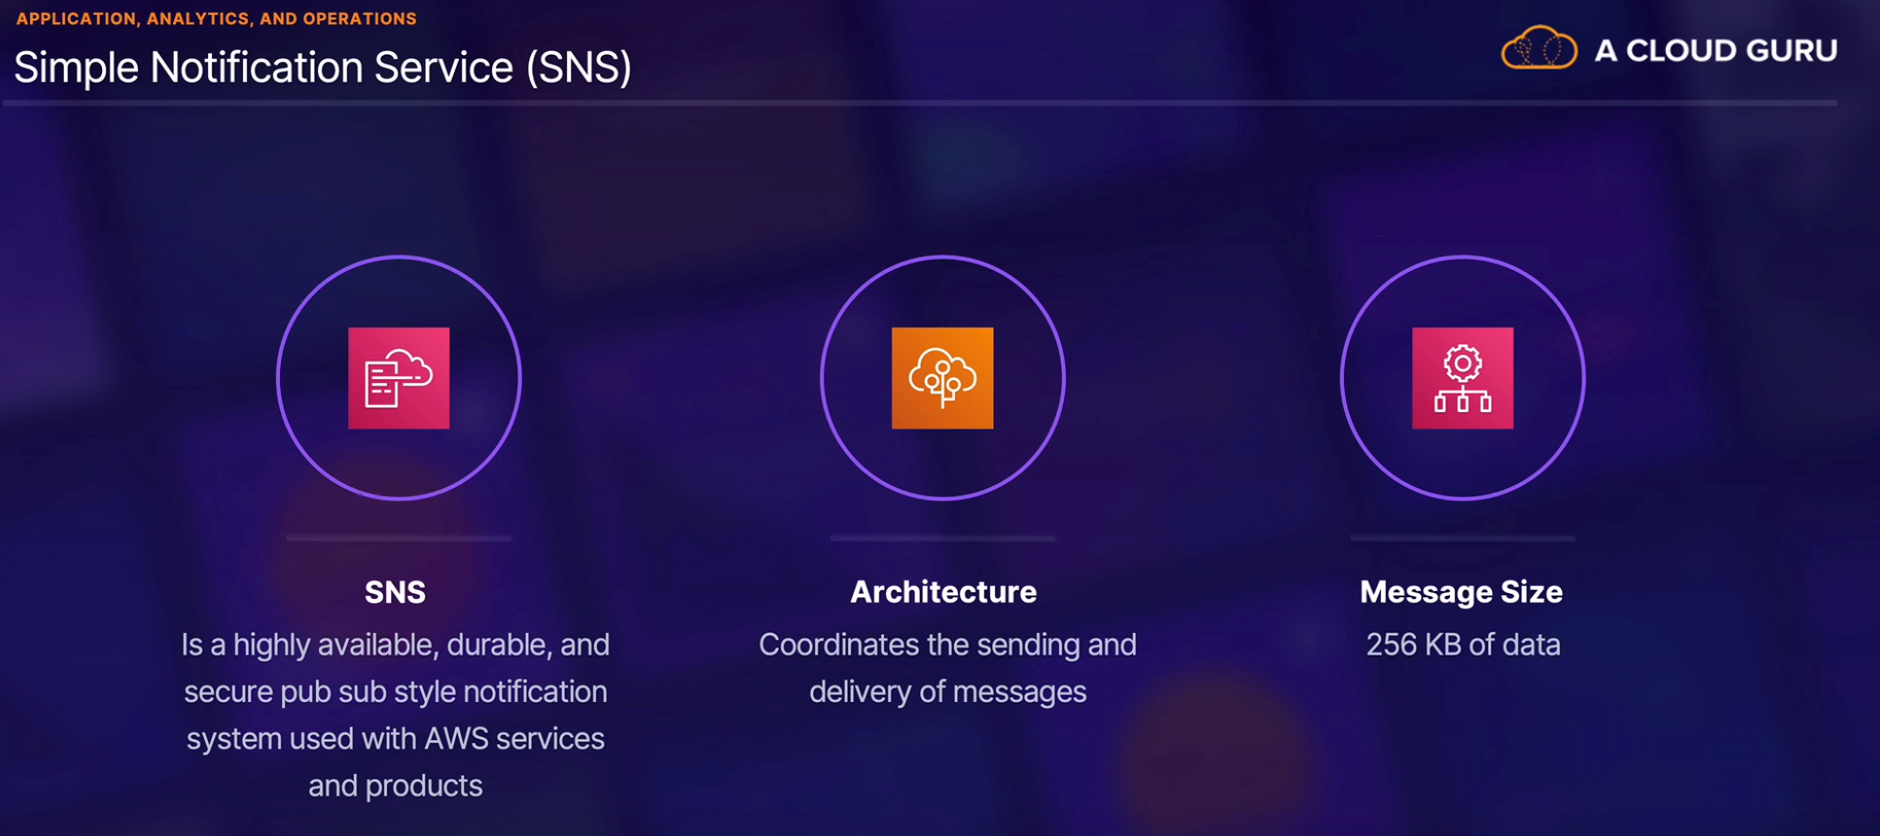 APPLICATION, ANALYTICS, AND OPERATIONS
Simple Notification Service (SNS)
A CLOUD GURU
SNS
Is a highly available, durable, and
secure pub sub style notification
system used with AWS services
and products
Architecture
Coordinates the sending and
delivery of messages
Message Size
256 KB of data